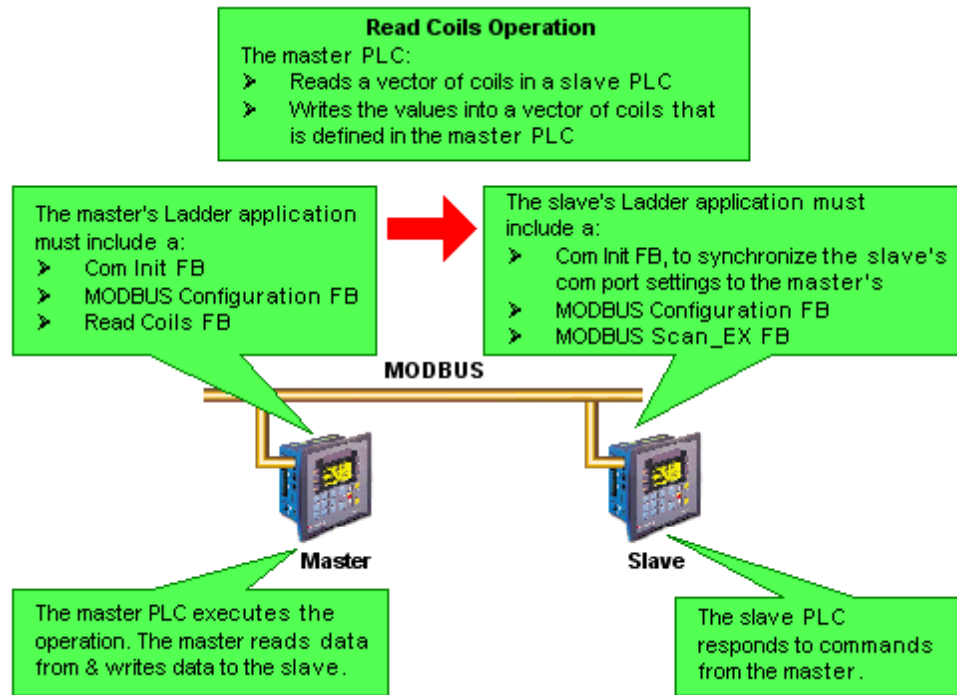 Read Coils Operation
The master PLC:
➤ Reads a vector of coils in a slave PLC
➤ Writes the values into a vector of coils that
is defined in the master PLC
The master's Ladder application
must include a:
➤ Com Init FB
➤ MODBUS Configuration FB
➤ Read Coils FB
The slave's Ladder application must
include a:
➤ Com Init FB, to synchronize the slave's
com port settings to the master's
➤ MODBUS Configuration FB
➤ MODBUS Scan_EX FB
MODBUS
Master
Slave
The master PLC executes the
operation. The master reads data
from & writes data to the slave.
The slave PLC
responds to commands
from the master.